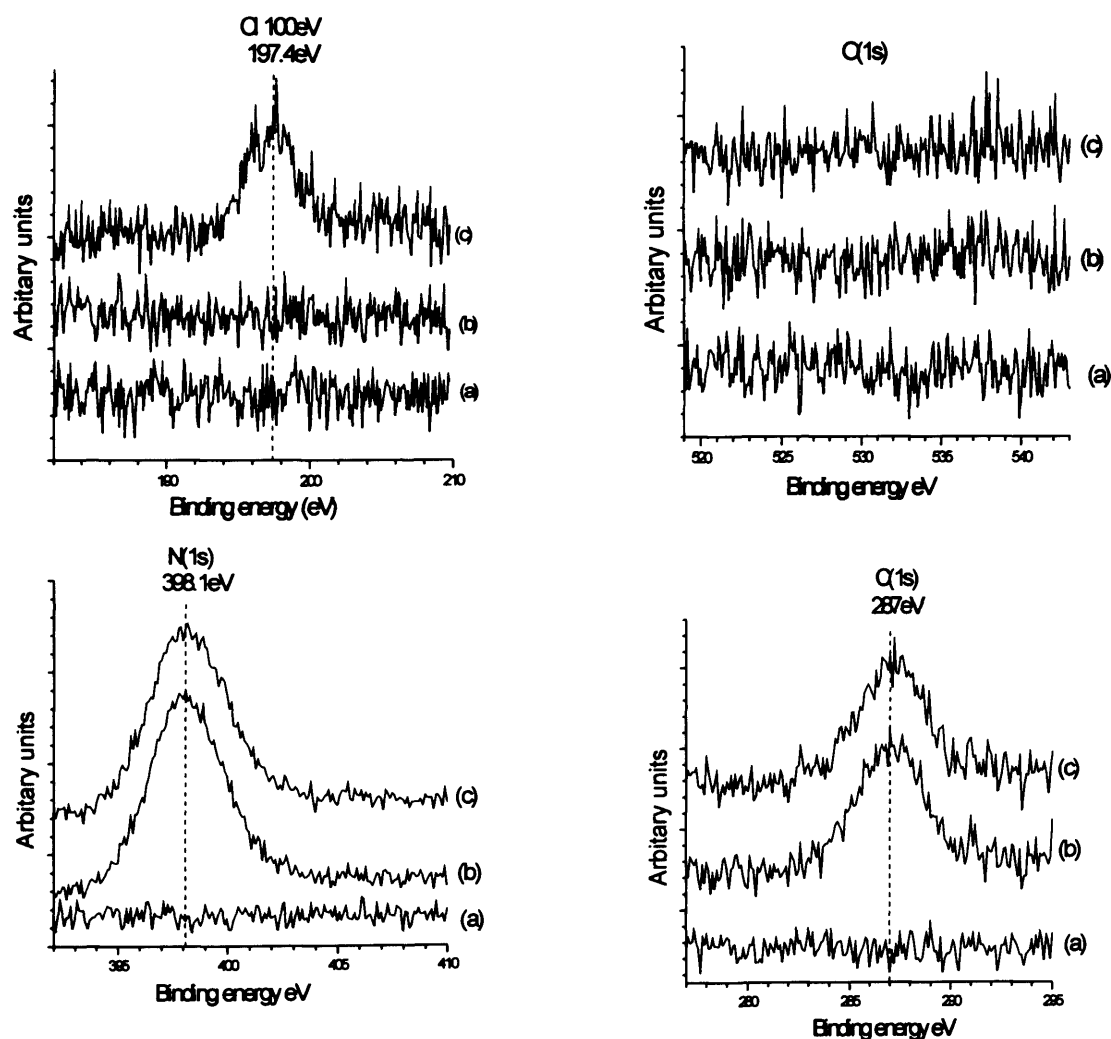 Cl 100eV
197.4eV
Arbitary units
(c)
(b)
(a)
190 200 210
Binding energy (eV)
O(1s)
Arbitary units
(c)
(b)
(a)
520 525 530 535 540
Binding energy eV
N(1s)
398.1eV
Arbitary units
(c)
(b)
(a)
395 400 405 410
Binding energy eV
C(1s)
287eV
Arbitary units
(c)
(b)
(a)
280 285 290 295
Binding energy eV